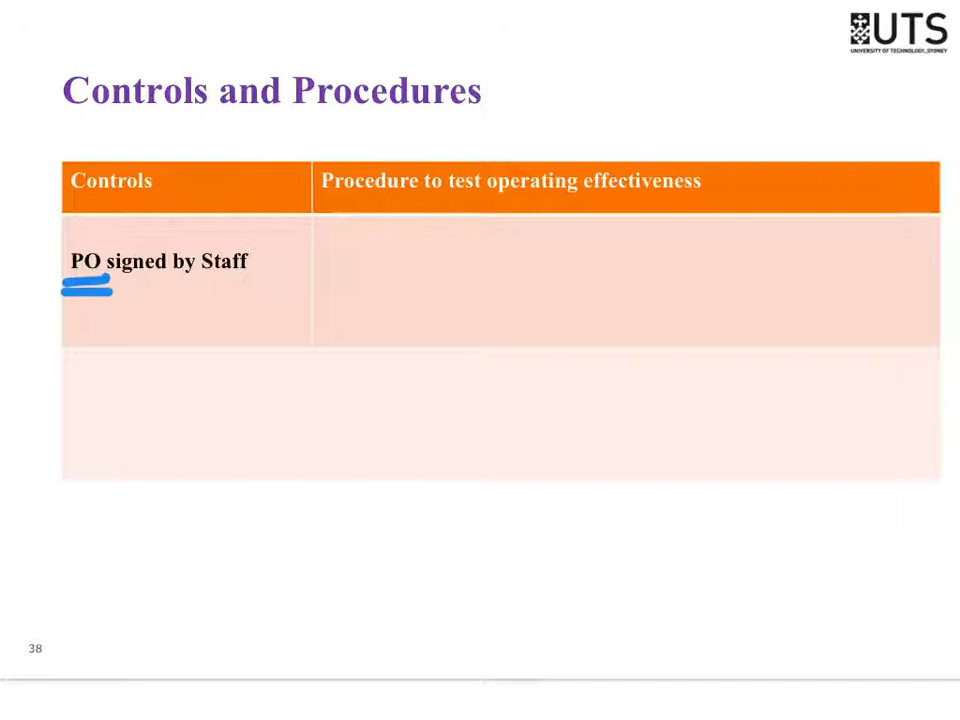 UTS
UNIVERSITY OF TECHNOLOGY, SYDNEY
Controls and Procedures
Controls
Procedure to test operating effectiveness
PO signed by Staff
38